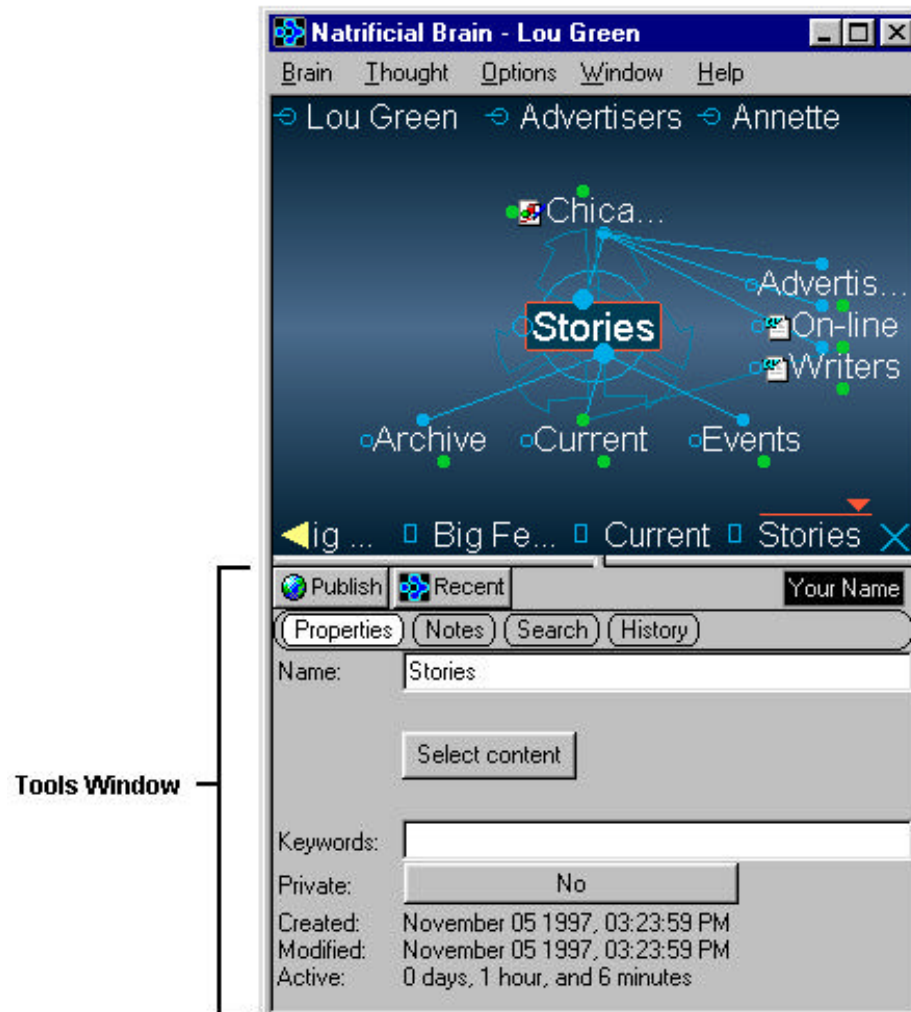 Natrificial Brain - Lou Green
Brain Thought Options Window Help
Lou Green Advertisers Annette
Chica...
Advertis...
Stories
On-line
Writers
Archive Current Events
ig ... Big Fe... Current Stories
Publish Recent Your Name
Properties Notes Search History
Name: Stories
Select content
Tools Window
Keywords:
Private: No
Created: November 05 1997, 03:23:59 PM
Modified: November 05 1997, 03:23:59 PM
Active: 0 days, 1 hour, and 6 minutes